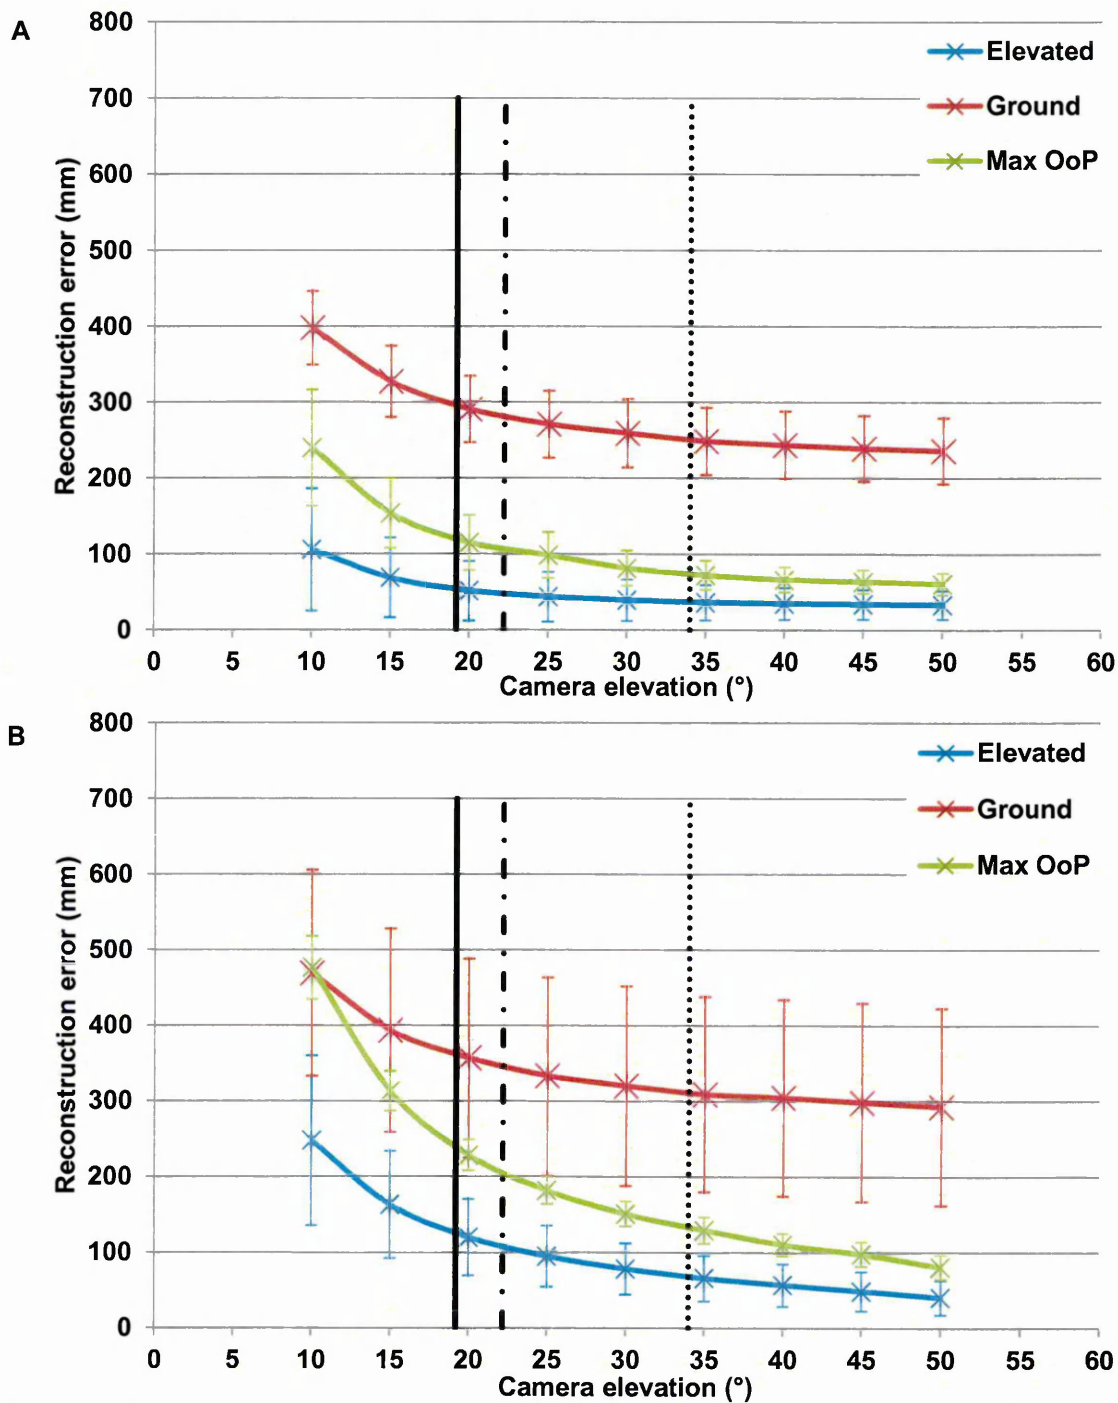 A
800
700
600
500
400
300
200
100
0
Reconstruction error (mm)
Elevated
Ground
Max OoP
0 5 10 15 20 25 30 35 40 45 50 55 60
Camera elevation (°)
B
800
700
600
500
400
300
200
100
0
Reconstruction error (mm)
Elevated
Ground
Max OoP
0 5 10 15 20 25 30 35 40 45 50 55 60
Camera elevation (°)